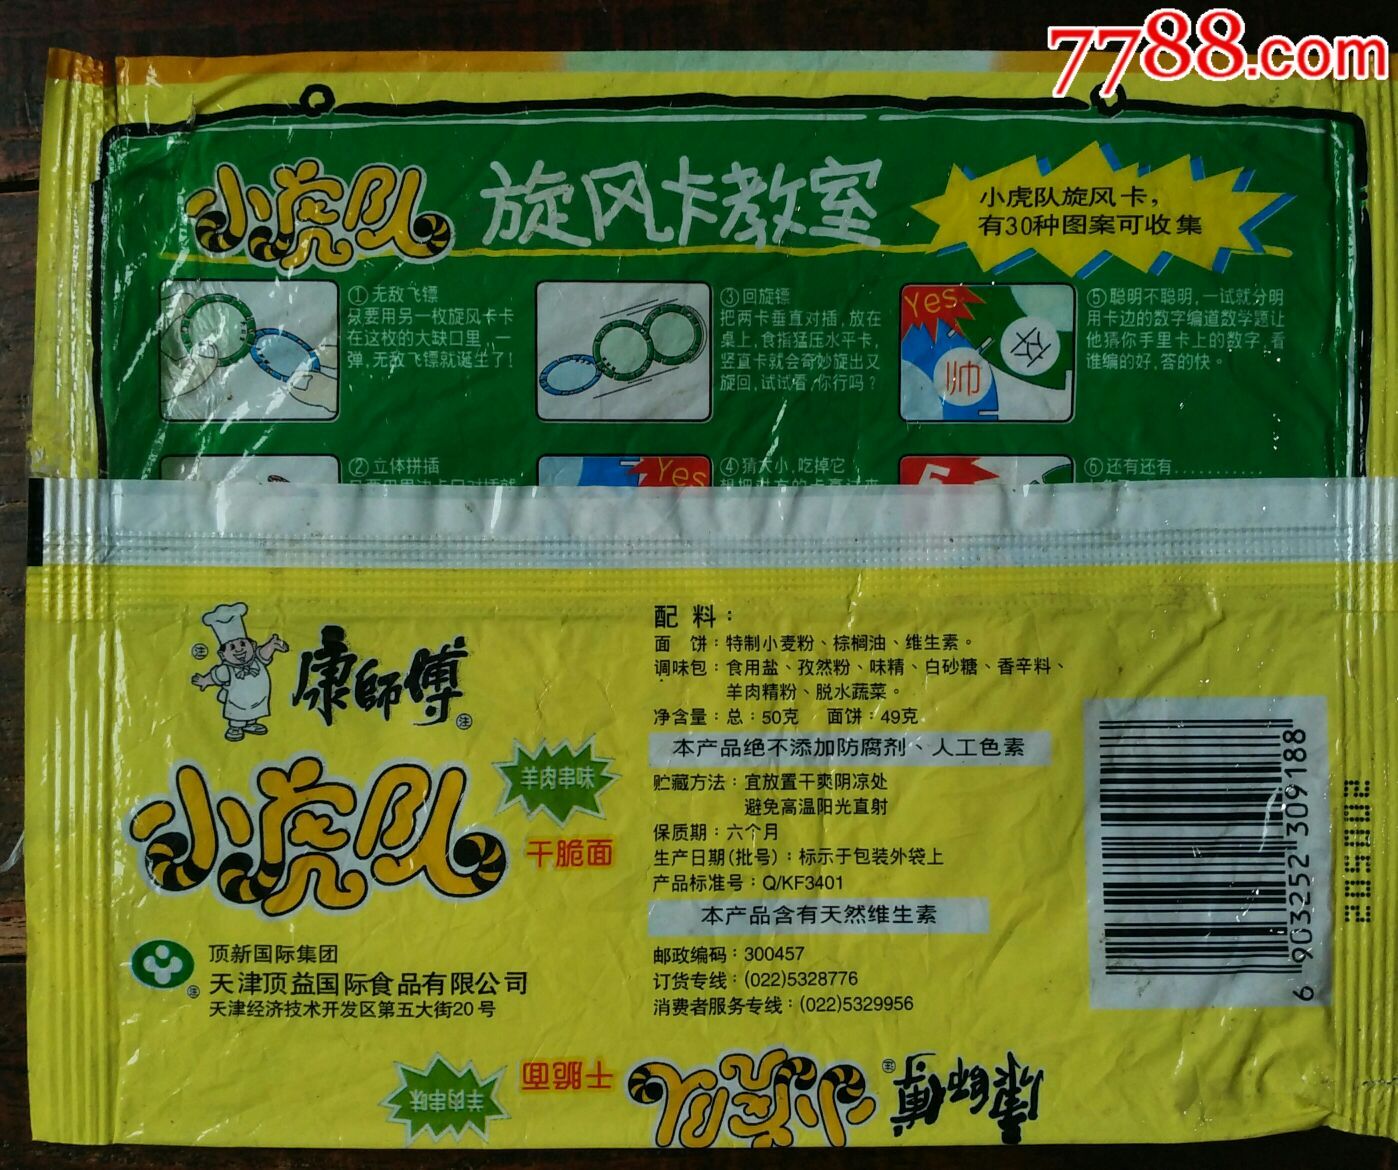 7788.com
小虎队 旋风卡教室
小虎队旋风卡，
有30种图案可收集
①无敌飞镖
只要用另一枚旋风卡卡
在这枚的大缺口里，一
弹，无敌飞镖就诞生了！
③回旋镖
把两卡垂直对插，放在
桌上，食指猛压水平卡，
竖直卡就会奇妙旋出又
旋回，试试看，你行吗？
Yes
帅
⑤聪明不聪明，一试就分明
用卡边的数字编道数学题让
他猜你手里卡上的数字，看
谁编的好，答的快。
②立体拼插
Yes
④猜大小，吃掉它
⑥还有还有............
康師傅
注
注
小虎队
羊肉串味
干脆面
顶新国际集团
注
天津顶益国际食品有限公司
天津经济技术开发区第五大街20号
配 料：
面 饼：特制小麦粉、棕榈油、维生素。
调味包：食用盐、孜然粉、味精、白砂糖、香辛料、
羊肉精粉、脱水蔬菜。
净含量：总：50克 面饼：49克
本产品绝不添加防腐剂、人工色素
贮藏方法：宜放置干爽阴凉处
避免高温阳光直射
保质期：六个月
生产日期(批号)：标示于包装外袋上
产品标准号：Q/KF3401
本产品含有天然维生素
邮政编码：300457
订货专线：(022)5328776
消费者服务专线：(022)5329956
6 903252 309188
羊肉串味
干脆面
小虎队
康師傅
注